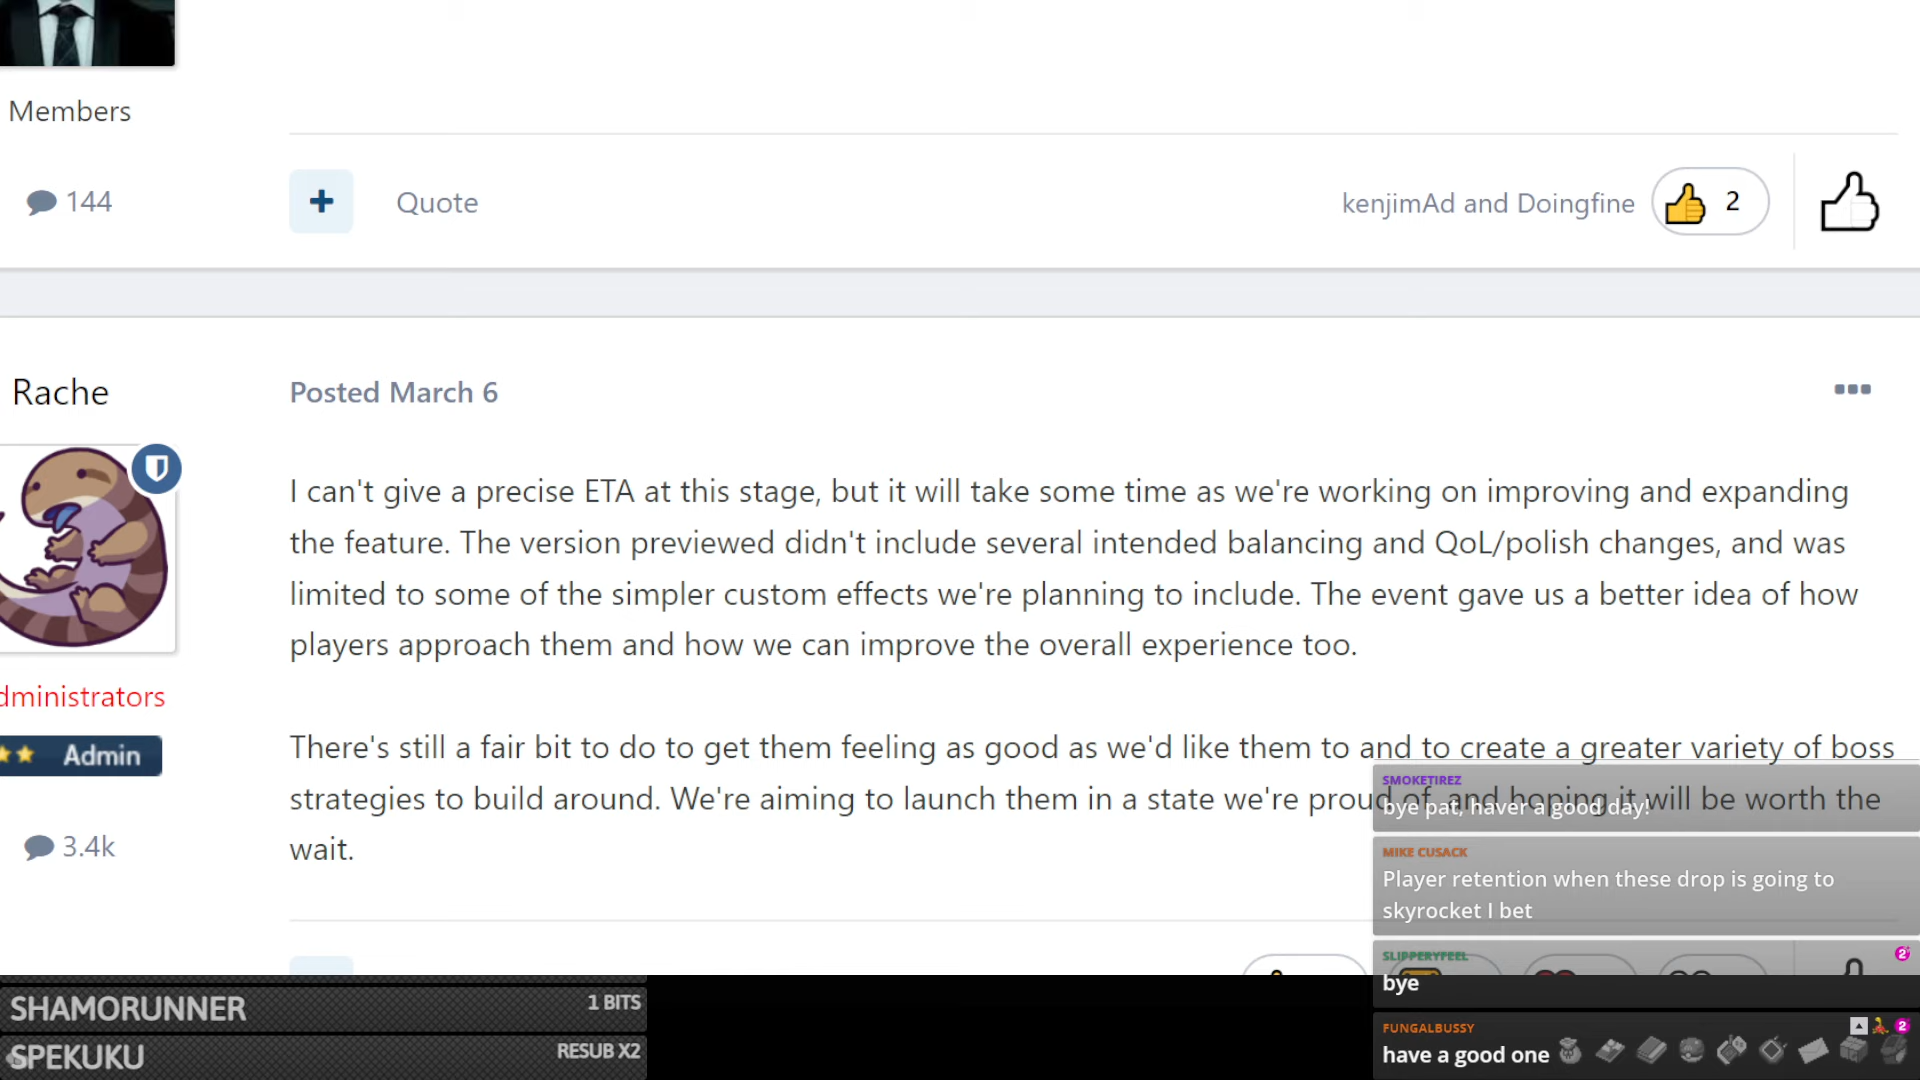 Members
144
Quote
kenjimAd and Doingfine
2
Rache
Posted March 6
I can't give a precise ETA at this stage, but it will take some time as we're working on improving and expanding
the feature. The version previewed didn't include several intended balancing and QoL/polish changes, and was
limited to some of the simpler custom effects we're planning to include. The event gave us a better idea of how
players approach them and how we can improve the overall experience too.
dministrators
Admin
3.4k
There's still a fair bit to do to get them feeling as good as we'd like them to and to create a greater variety of boss
strategies to build around. We're aiming to launch them in a state we're proud of and hoping it will be worth the
wait.
SMOKETIREZ
bye pat, haver a good day!
MIKE CUSACK
Player retention when these drop is going to
skyrocket I bet
SLIPPERYPEEL
2
bye
FUNGALBUSSY
2
have a good one
SHAMORUNNER
1 BITS
SPEKUKU
RESUB X2